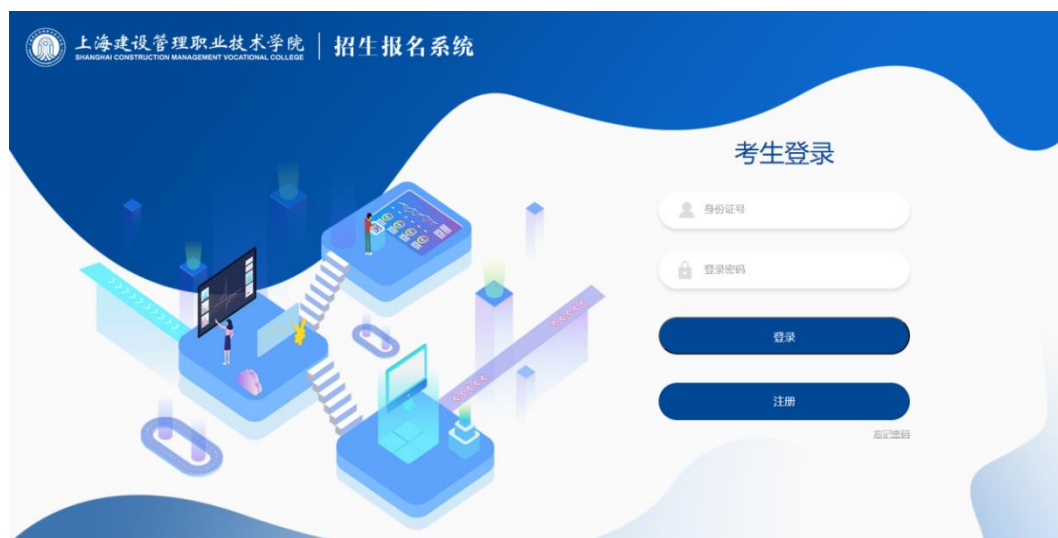 上海建设管理职业技术学院
SHANGHAI CONSTRUCTION MANAGEMENT VOCATIONAL COLLEGE
招生报名系统
考生登录
身份证号
登录密码
登录
注册
忘记密码